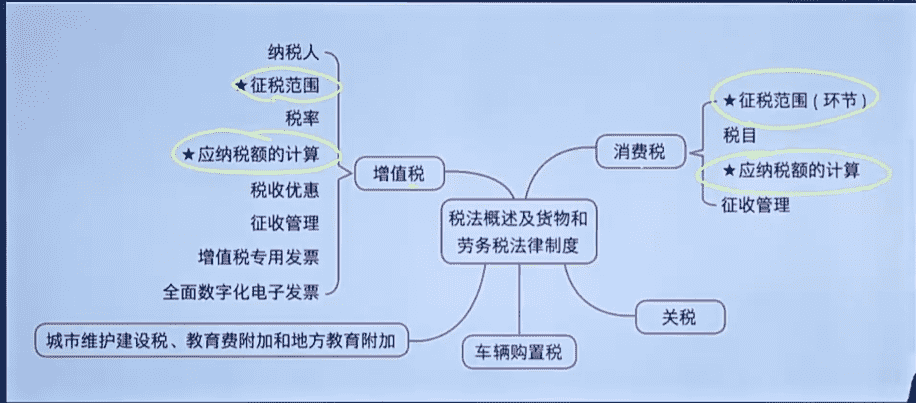 纳税人
★征税范围
税率
★应纳税额的计算
税收优惠
征收管理
增值税专用发票
全面数字化电子发票
增值税
消费税
★征税范围(环节)
税目
★应纳税额的计算
征收管理
税法概述及货物和
劳务税法律制度
城市维护建设税、教育费附加和地方教育附加
车辆购置税
关税